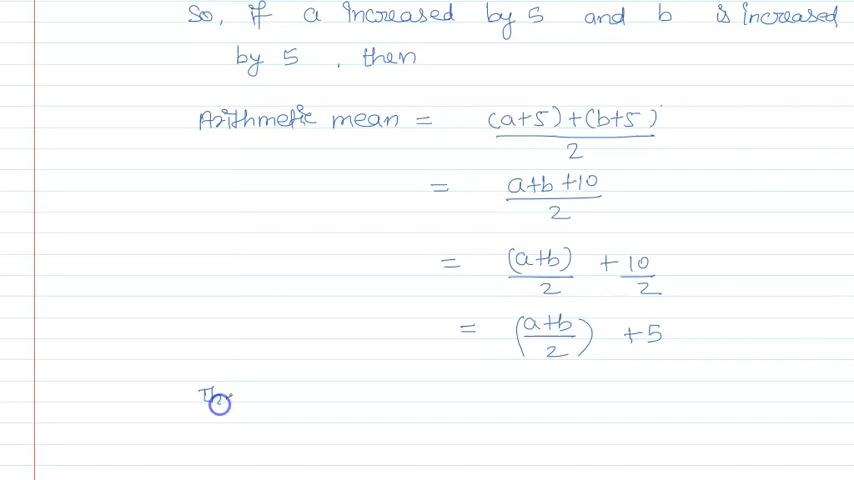 So, if a increased by 5 and b is increased
by 5, then
Arithmetic mean = (a+5)+(b+5)/2
= a+b+10/2
= (a+b)/2 + 10/2
= (a+b/2) + 5